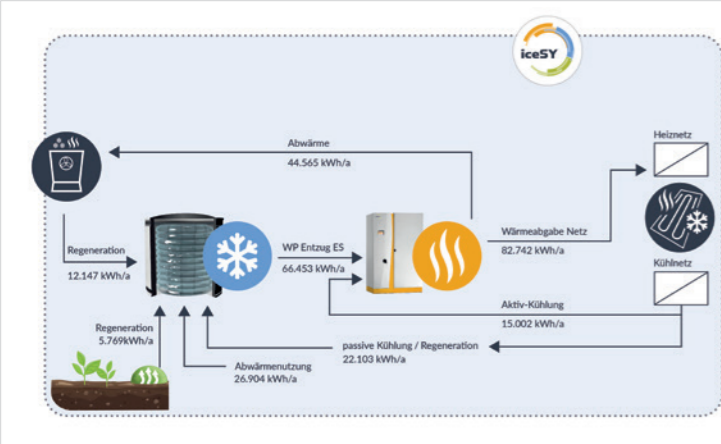 iceSY
Abwärme
44.565 kWh/a
Heiznetz
Regeneration
12.147 kWh/a
WP Entzug ES
66.453 kWh/a
Wärmeabgabe Netz
82.742 kWh/a
Kühlnetz
Aktiv-Kühlung
15.002 kWh/a
Regeneration
5.769kWh/a
passive Kühlung / Regeneration
22.103 kWh/a
Abwärmenutzung
26.904 kWh/a